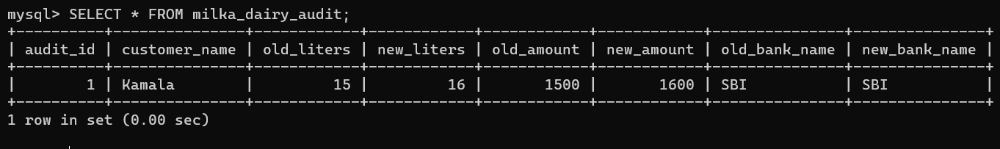 mysql> SELECT * FROM milka_dairy_audit;
+----------+---------------+------------+------------+------------+------------+---------------+---------------+
| audit_id | customer_name | old_liters | new_liters | old_amount | new_amount | old_bank_name | new_bank_name |
+----------+---------------+------------+------------+------------+------------+---------------+---------------+
|        1 | Kamala        |         15 |         16 |       1500 |       1600 | SBI           | SBI           |
+----------+---------------+------------+------------+------------+------------+---------------+---------------+
1 row in set (0.00 sec)